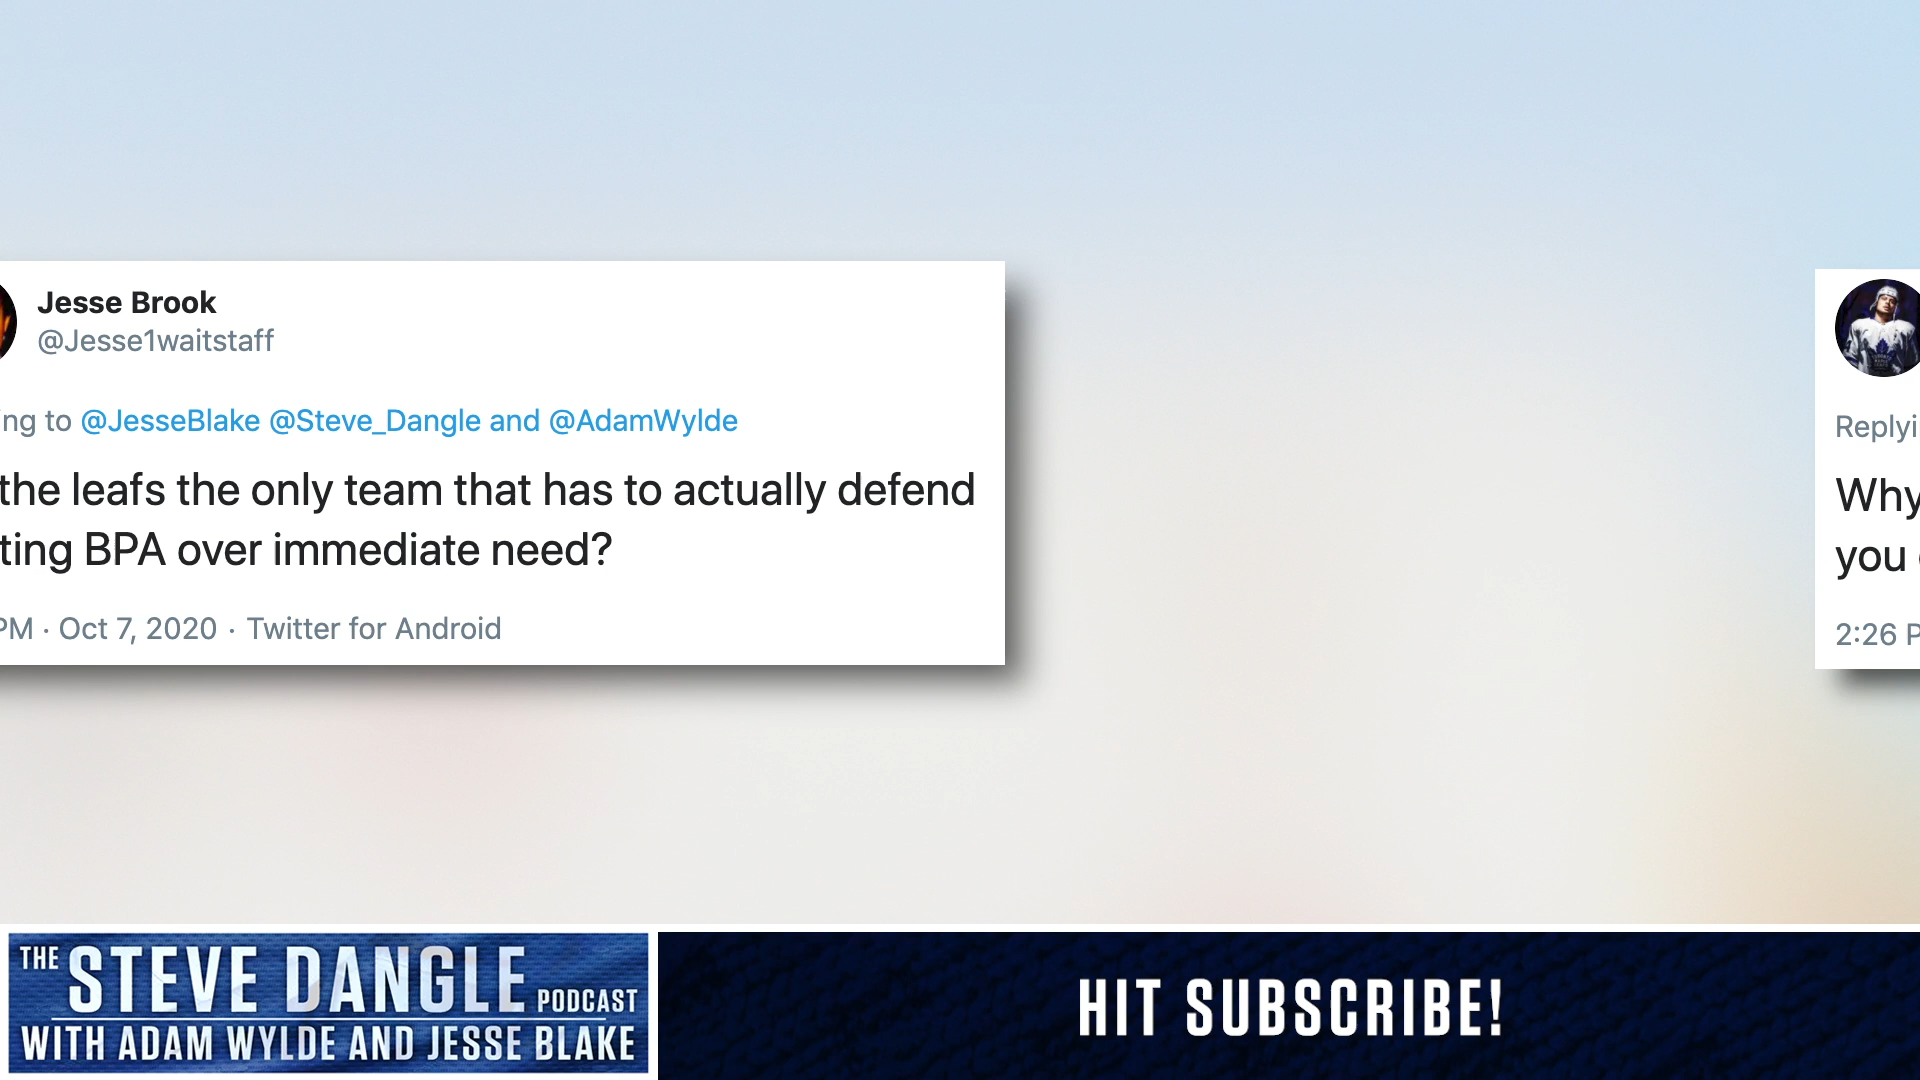 Jesse Brook
@Jesse1waitstaff
ng to @JesseBlake @Steve_Dangle and @AdamWylde
the leafs the only team that has to actually defend
ting BPA over immediate need?
PM · Oct 7, 2020 · Twitter for Android
Replyi
Why
you
2:26 P
THE STEVE DANGLE PODCAST
WITH ADAM WYLDE AND JESSE BLAKE
HIT SUBSCRIBE!